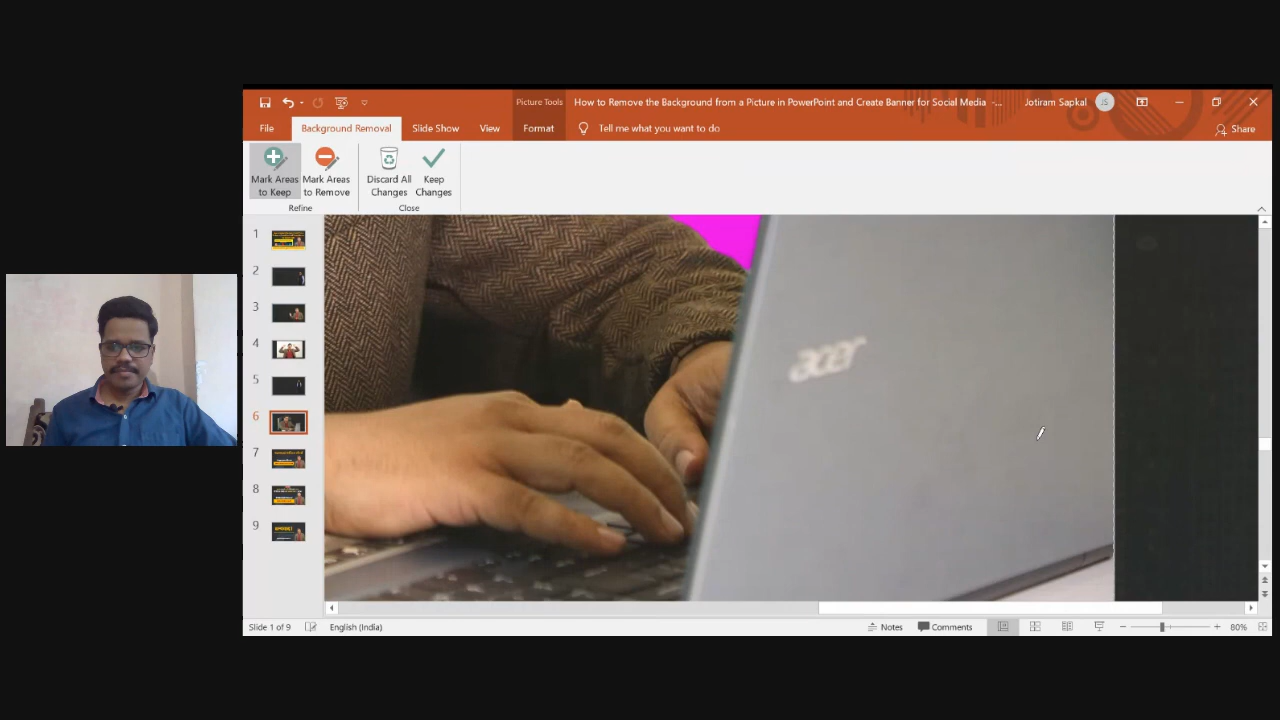 Picture Tools
How to Remove the Background from a Picture in PowerPoint and Create Banner for Social Media -...
Jotiram Sapkal
JS
File
Background Removal
Slide Show
View
Format
Tell me what you want to do
Share
Mark Areas to Keep
Mark Areas to Remove
Discard All Changes
Keep Changes
Refine
Close
1
2
3
4
5
6
7
8
9
acer
Slide 1 of 9
English (India)
Notes
Comments
80%